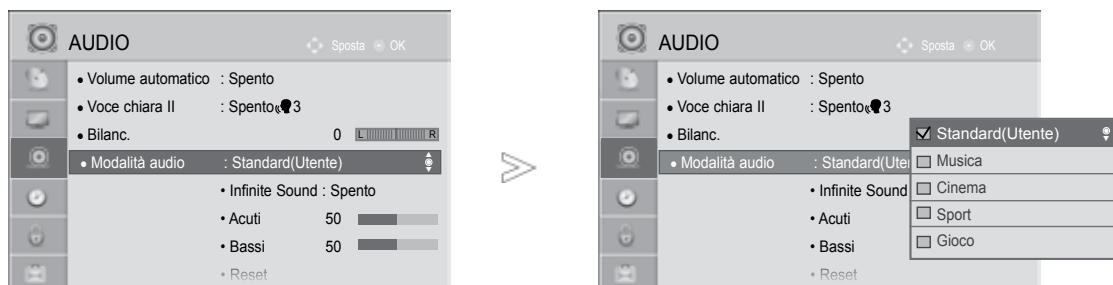 AUDIO
Sposta OK
• Volume automatico : Spento
• Voce chiara II : Spento 3
• Bilanc. 0 L R
• Modalità audio : Standard(Utente)
• Infinite Sound : Spento
• Acuti 50
• Bassi 50
• Reset
>
AUDIO
Sposta OK
• Volume automatico : Spento
• Voce chiara II : Spento 3
• Bilanc.
• Modalità audio : Standard(Ute
• Infinite Sound
• Acuti
• Bassi
• Reset
Standard(Utente)
Musica
Cinema
Sport
Gioco